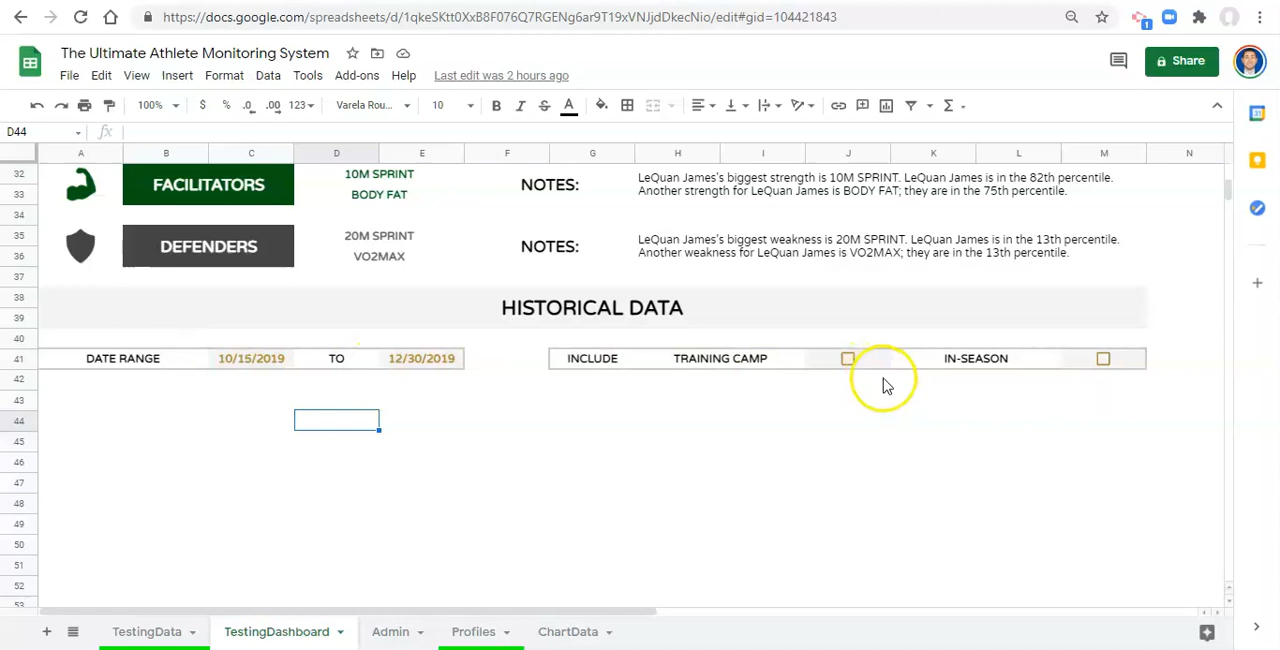 https://docs.google.com/spreadsheets/d/1qkeSKtt0XxB8F076Q7RGENg6ar9T19xVNJjdDkecNio/edit#gid=104421843
1
The Ultimate Athlete Monitoring System
File Edit View Insert Format Data Tools Add-ons Help Last edit was 2 hours ago
Share
100% $ % .0 .00 123 Varela Rou... 10 B I S A Σ
D44 fx
A B C D E F G H I J K L M N
32 FACILITATORS 10M SPRINT NOTES: LeQuan James's biggest strength is 10M SPRINT. LeQuan James is in the 82th percentile.
33 BODY FAT Another strength for LeQuan James is BODY FAT; they are in the 75th percentile.
34
35 DEFENDERS 20M SPRINT NOTES: LeQuan James's biggest weakness is 20M SPRINT. LeQuan James is in the 13th percentile.
36 VO2MAX Another weakness for LeQuan James is VO2MAX; they are in the 13th percentile.
37
38 HISTORICAL DATA
39
40
41 DATE RANGE 10/15/2019 TO 12/30/2019 INCLUDE TRAINING CAMP IN-SEASON
42
43
44
45
46
47
48
49
50
51
52
53
+ TestingData TestingDashboard Admin Profiles ChartData